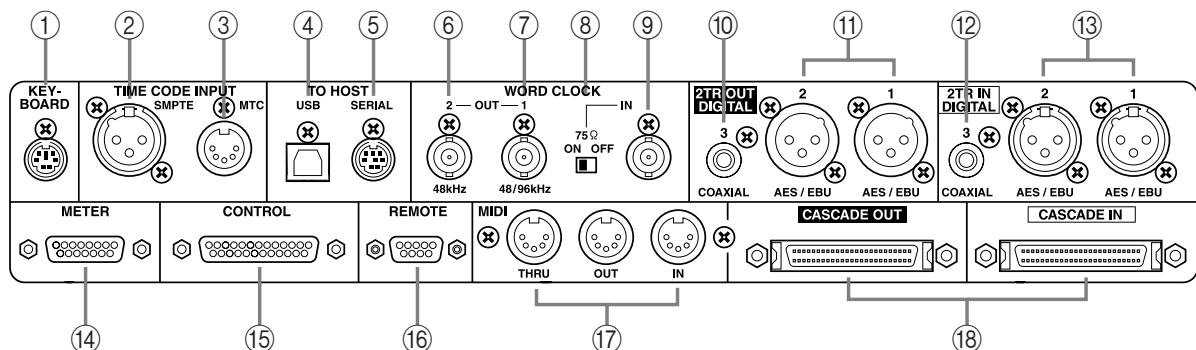 ① ② ③ ④ ⑤ ⑥ ⑦ ⑧ ⑨ ⑩ ⑪ ⑫ ⑬
KEY-
BOARD
TIME CODE INPUT
SMPTE MTC
TO HOST
USB SERIAL
WORD CLOCK
2 — OUT — 1 IN
75Ω
ON OFF
48kHz 48/96kHz
2TR OUT
DIGITAL
3 2 1
COAXIAL AES / EBU AES / EBU
2TR IN
DIGITAL
3 2 1
COAXIAL AES / EBU AES / EBU
METER
CONTROL
REMOTE
MIDI
THRU OUT IN
CASCADE OUT
CASCADE IN
⑭ ⑮ ⑯ ⑰ ⑱